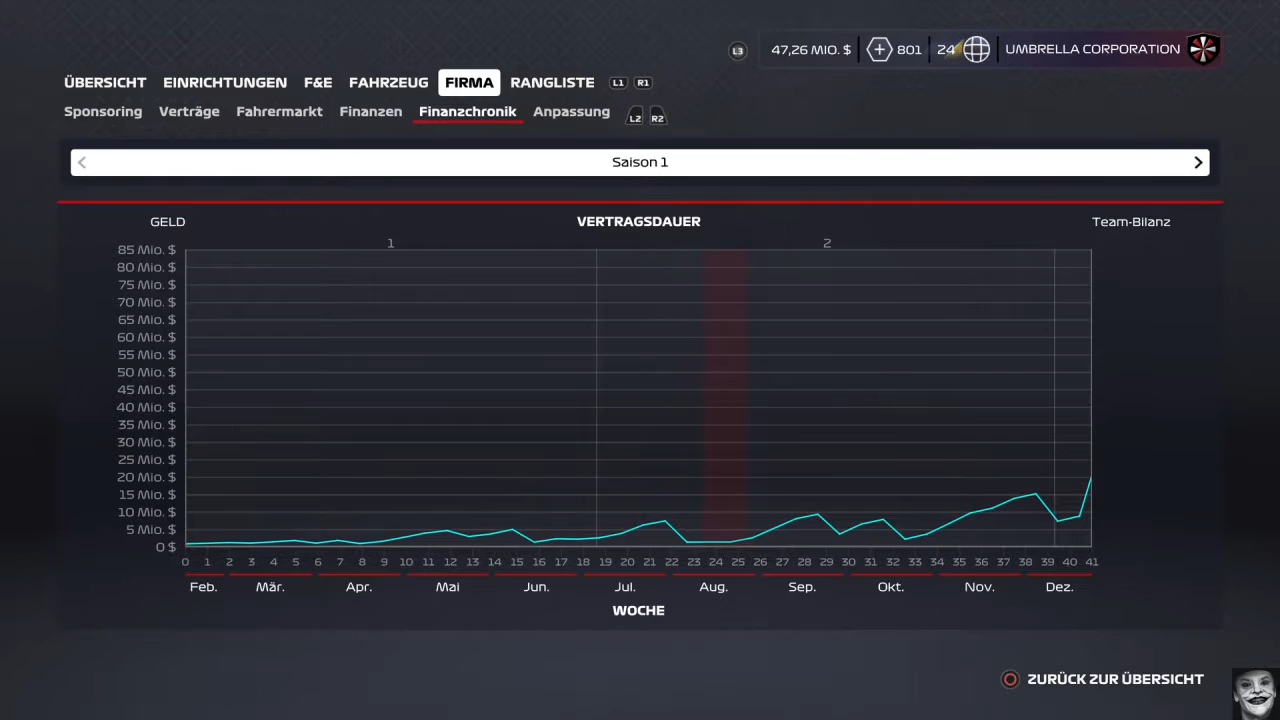 L3 47,26 MIO. $ 801 24 UMBRELLA CORPORATION
ÜBERSICHT EINRICHTUNGEN F&E FAHRZEUG FIRMA RANGLISTE L1 R1
Sponsoring Verträge Fahrermarkt Finanzen Finanzchronik Anpassung L2 R2
Saison 1
GELD VERTRAGSDAUER Team-Bilanz
1 2
85 Mio. $
80 Mio. $
75 Mio. $
70 Mio. $
65 Mio. $
60 Mio. $
55 Mio. $
50 Mio. $
45 Mio. $
40 Mio. $
35 Mio. $
30 Mio. $
25 Mio. $
20 Mio. $
15 Mio. $
10 Mio. $
5 Mio. $
0 $
0 1 2 3 4 5 6 7 8 9 10 11 12 13 14 15 16 17 18 19 20 21 22 23 24 25 26 27 28 29 30 31 32 33 34 35 36 37 38 39 40 41
Feb. Mär. Apr. Mai Jun. Jul. Aug. Sep. Okt. Nov. Dez.
WOCHE
ZURÜCK ZUR ÜBERSICHT